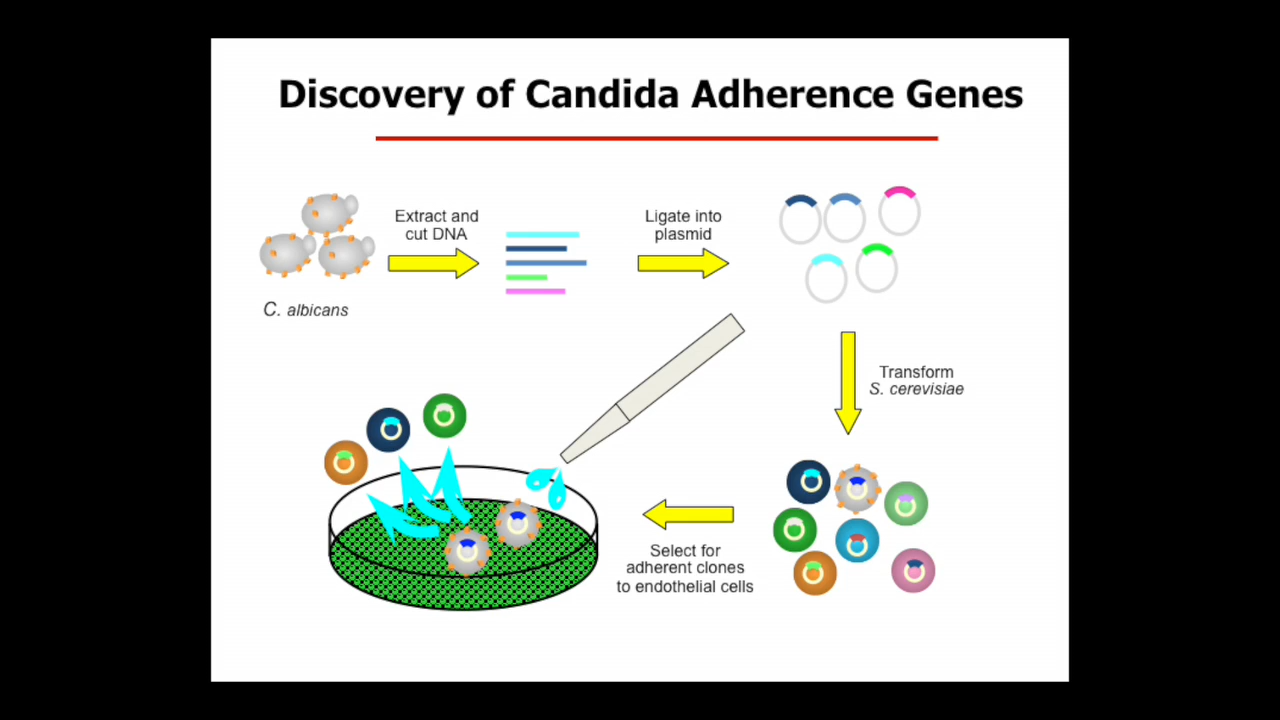 Discovery of Candida Adherence Genes
Extract and
cut DNA
Ligate into
plasmid
C. albicans
Transform
S. cerevisiae
Select for
adherent clones
to endothelial cells